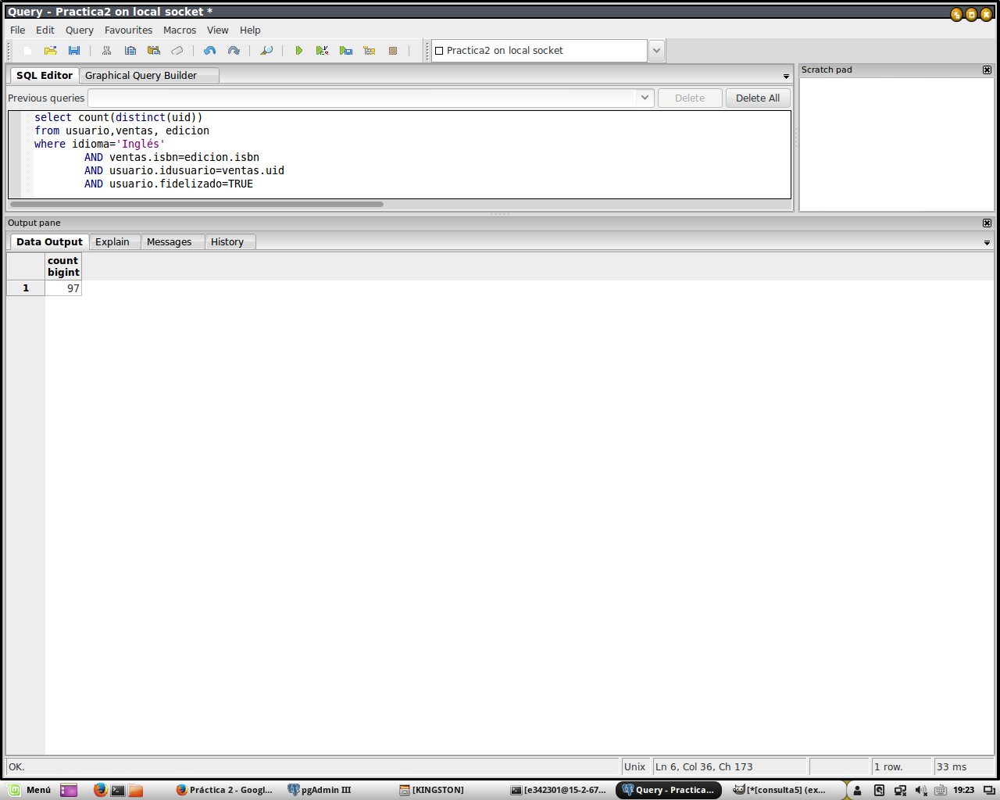 Query - Practica2 on local socket *
File Edit Query Favourites Macros View Help
Practica2 on local socket
SQL Editor Graphical Query Builder
Scratch pad
Previous queries Delete Delete All
select count(distinct(uid))
from usuario,ventas, edicion
where idioma='Inglés'
AND ventas.isbn=edicion.isbn
AND usuario.idusuario=ventas.uid
AND usuario.fidelizado=TRUE
Output pane
Data Output Explain Messages History
count
bigint
1 97
OK. Unix Ln 6, Col 36, Ch 173 1 row. 33 ms
Menú Práctica 2 - Googl... pgAdmin III [KINGSTON] [e342301@15-2-67... Query - Practica... [*[consulta5] (ex... 19:23